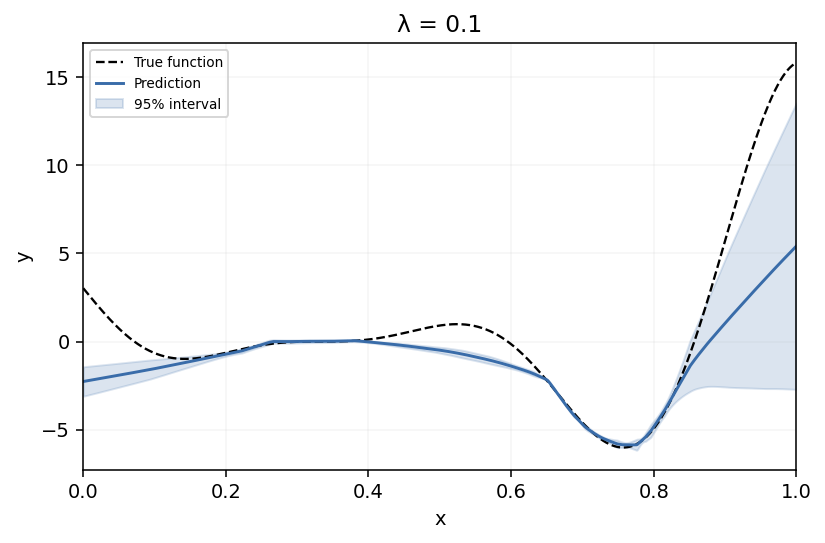 λ = 0.1
True function
Prediction
95% interval
15
10
5
0
−5
y
0.0 0.2 0.4 0.6 0.8 1.0
x